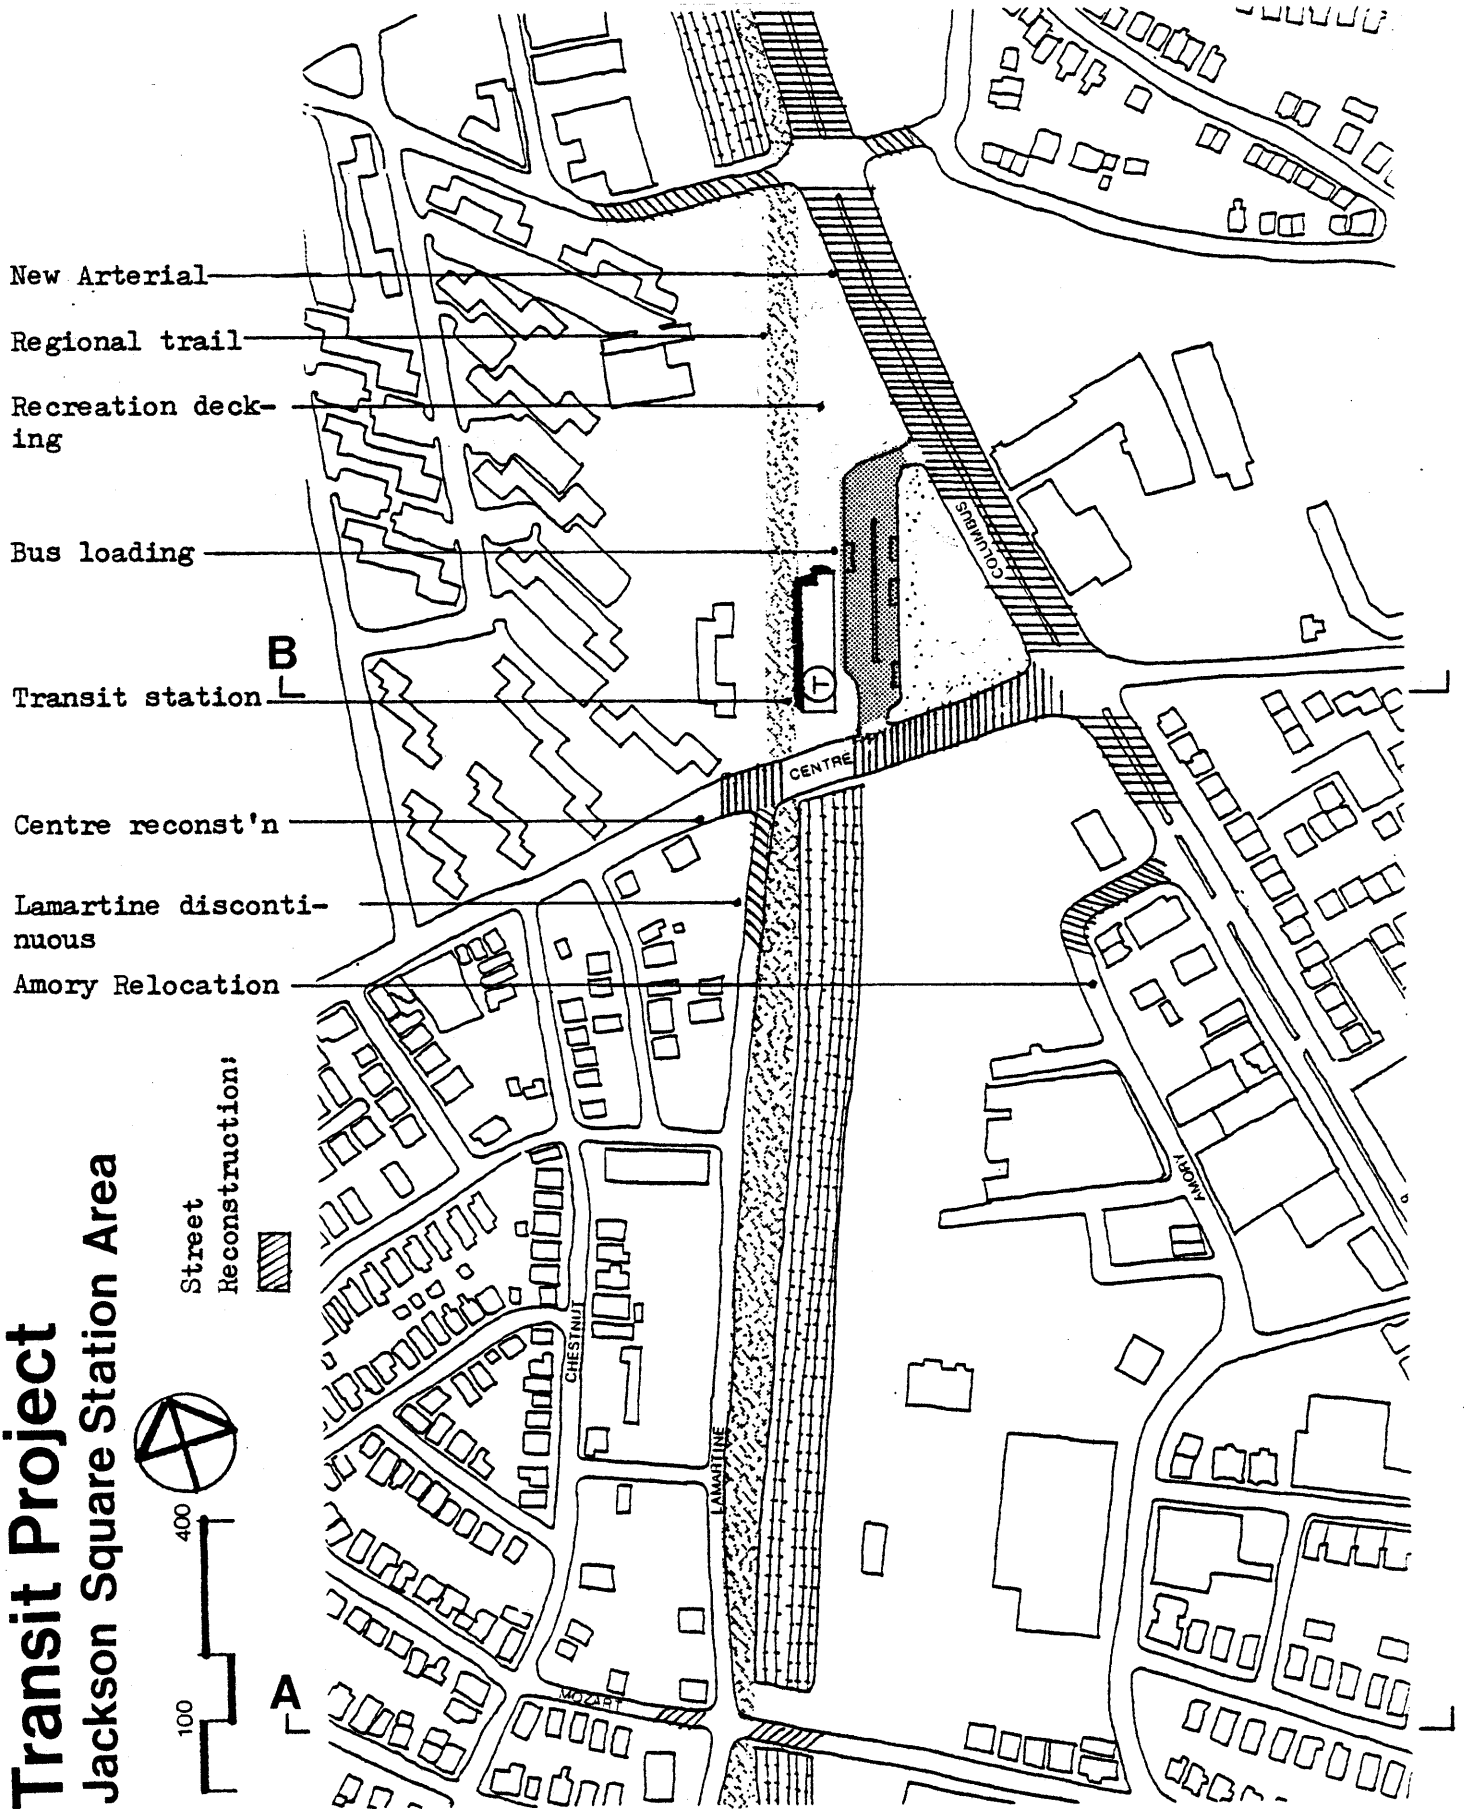 New Arterial
Regional trail
Recreation deck-
ing
COLUMBUS
Bus loading
B
Transit station
T
CENTRE
Centre reconst'n
Lamartine disconti-
nuous
Amory Relocation
Street
Reconstruction:
AMORY
CHESTNUT
LAMARTINE
Transit Project
Jackson Square Station Area
400
100
A
MOZART